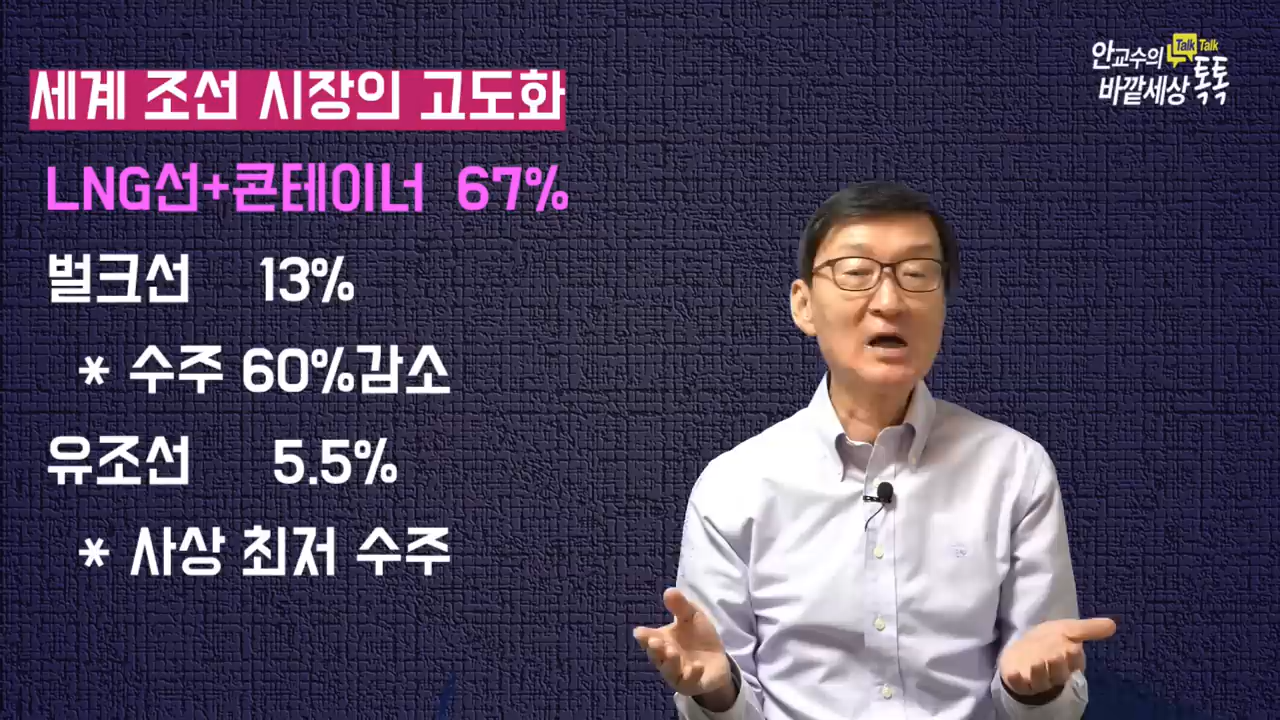 세계 조선 시장의 고도화
LNG선+콘테이너 67%
벌크선 13%
* 수주 60%감소
유조선 5.5%
* 사상 최저 수주
안교수의 Talk Talk
바깥세상 톡톡